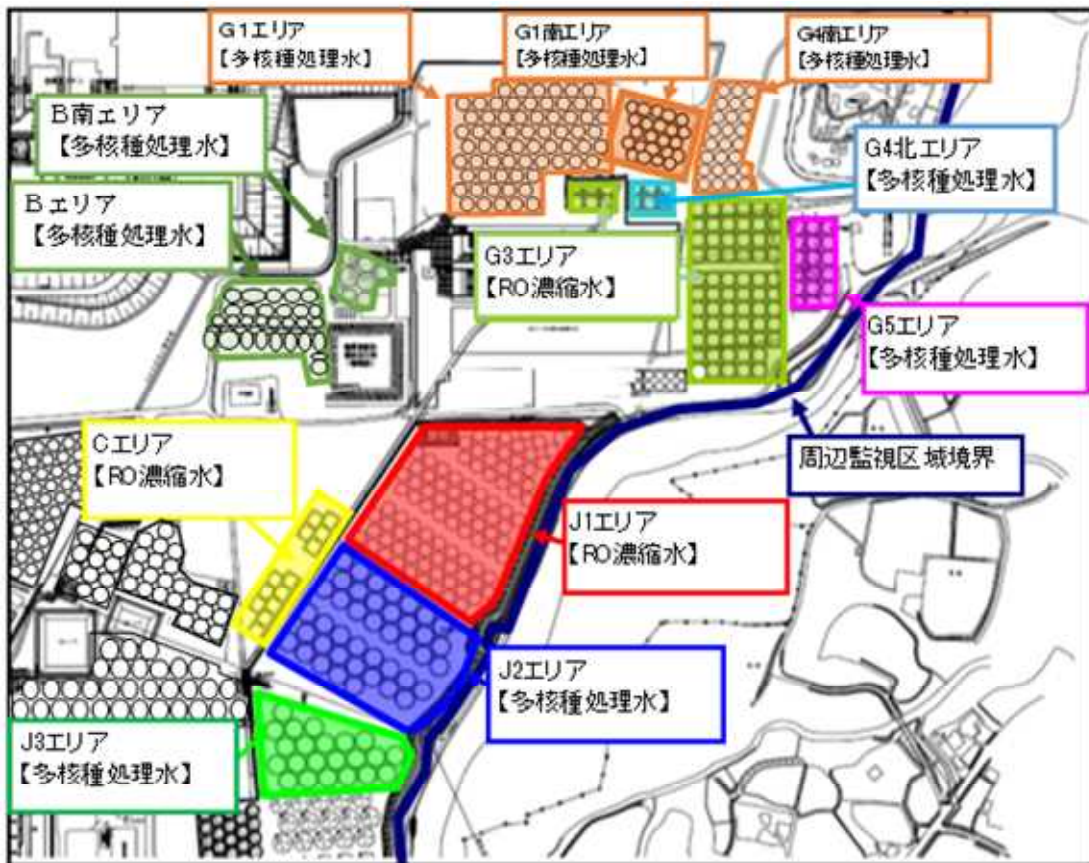 G1エリア
【多核種処理水】
G1南エリア
【多核種処理水】
G4南エリア
【多核種処理水】
B南エリア
【多核種処理水】
G4北エリア
【多核種処理水】
Bエリア
【多核種処理水】
G3エリア
【RO濃縮水】
G5エリア
【多核種処理水】
Cエリア
【RO濃縮水】
周辺監視区域境界
J1エリア
【RO濃縮水】
J2エリア
【多核種処理水】
J3エリア
【多核種処理水】